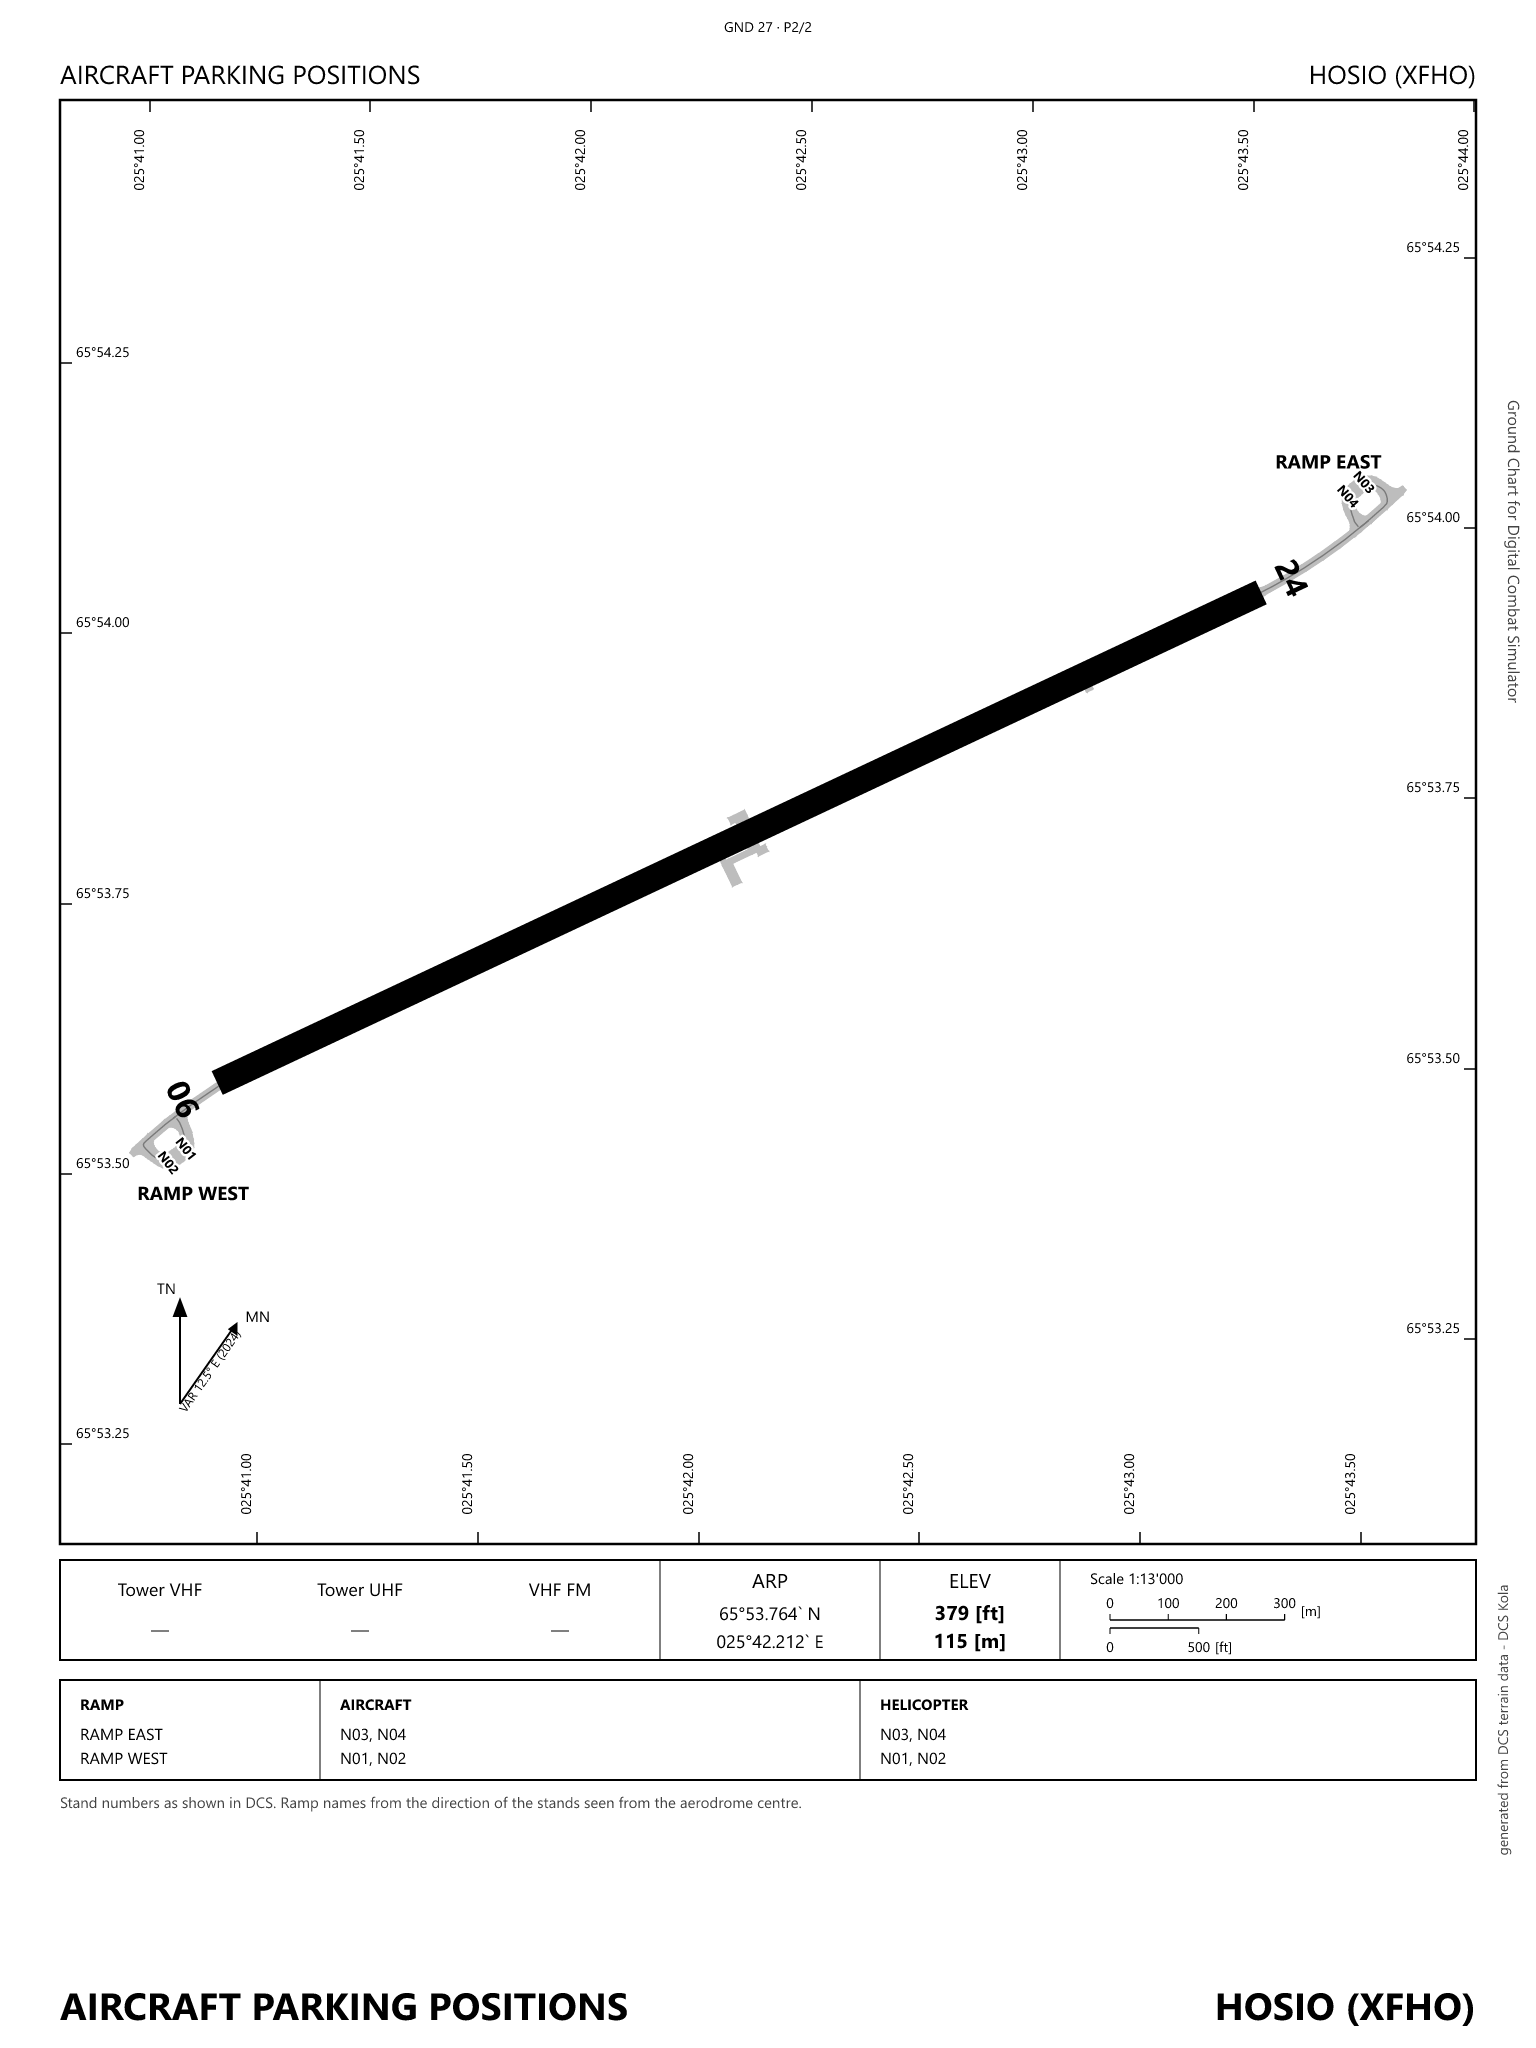 GND 27 · P2/2
AIRCRAFT PARKING POSITIONS
HOSIO (XFHO)
025°41.00
025°41.50
025°42.00
025°42.50
025°43.00
025°43.50
025°44.00
65°54.25
65°54.25
RAMP EAST
N03
N04
65°54.00
24
65°54.00
65°53.75
65°53.75
65°53.50
06
N01
N02
65°53.50
RAMP WEST
TN
MN
VAR 12.5° E (2024)
65°53.25
65°53.25
025°41.00
025°41.50
025°42.00
025°42.50
025°43.00
025°43.50
Ground Chart for Digital Combat Simulator
Tower VHF
—
Tower UHF
—
VHF FM
—
ARP
65°53.764` N
025°42.212` E
ELEV
379 [ft]
115 [m]
Scale 1:13'000
0 100 200 300 [m]
0 500 [ft]
RAMP AIRCRAFT HELICOPTER
RAMP EAST N03, N04 N03, N04
RAMP WEST N01, N02 N01, N02
Stand numbers as shown in DCS. Ramp names from the direction of the stands seen from the aerodrome centre.
generated from DCS terrain data - DCS Kola
AIRCRAFT PARKING POSITIONS
HOSIO (XFHO)